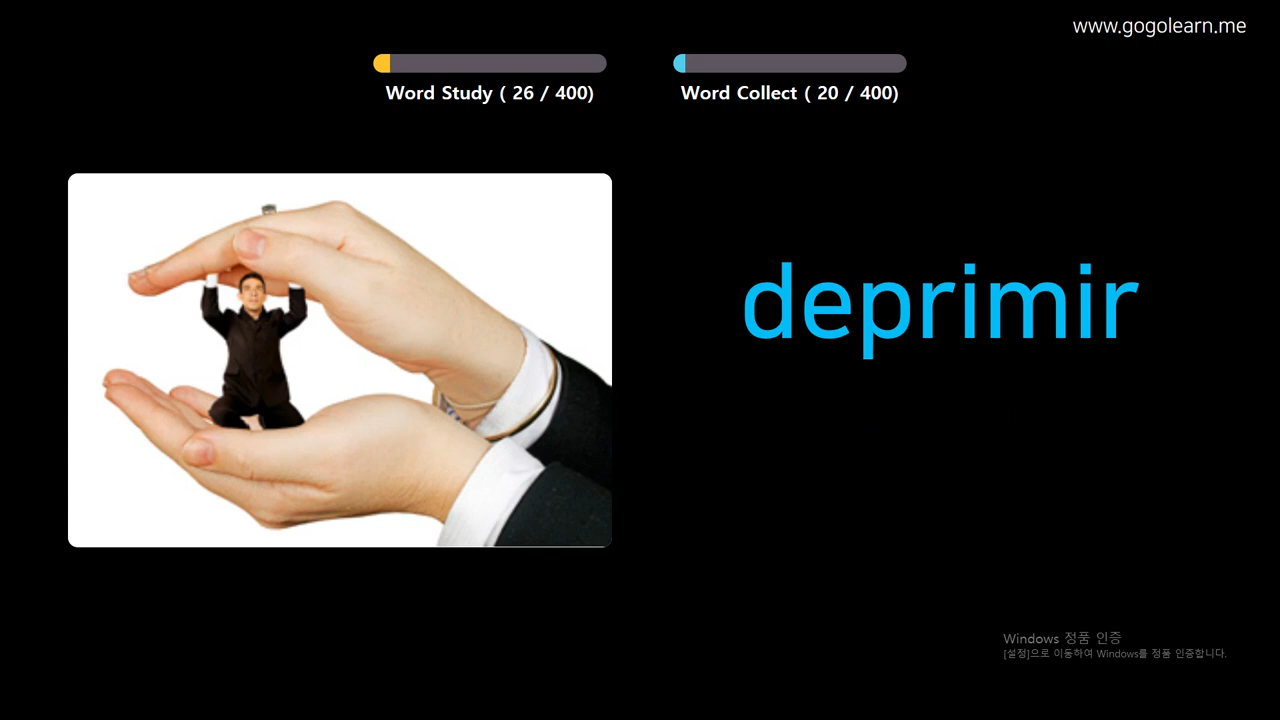 www.gogolearn.me
Word Study ( 26 / 400)
Word Collect ( 20 / 400)
deprimir
Windows 정품 인증
[설정]으로 이동하여 Windows를 정품 인증합니다.